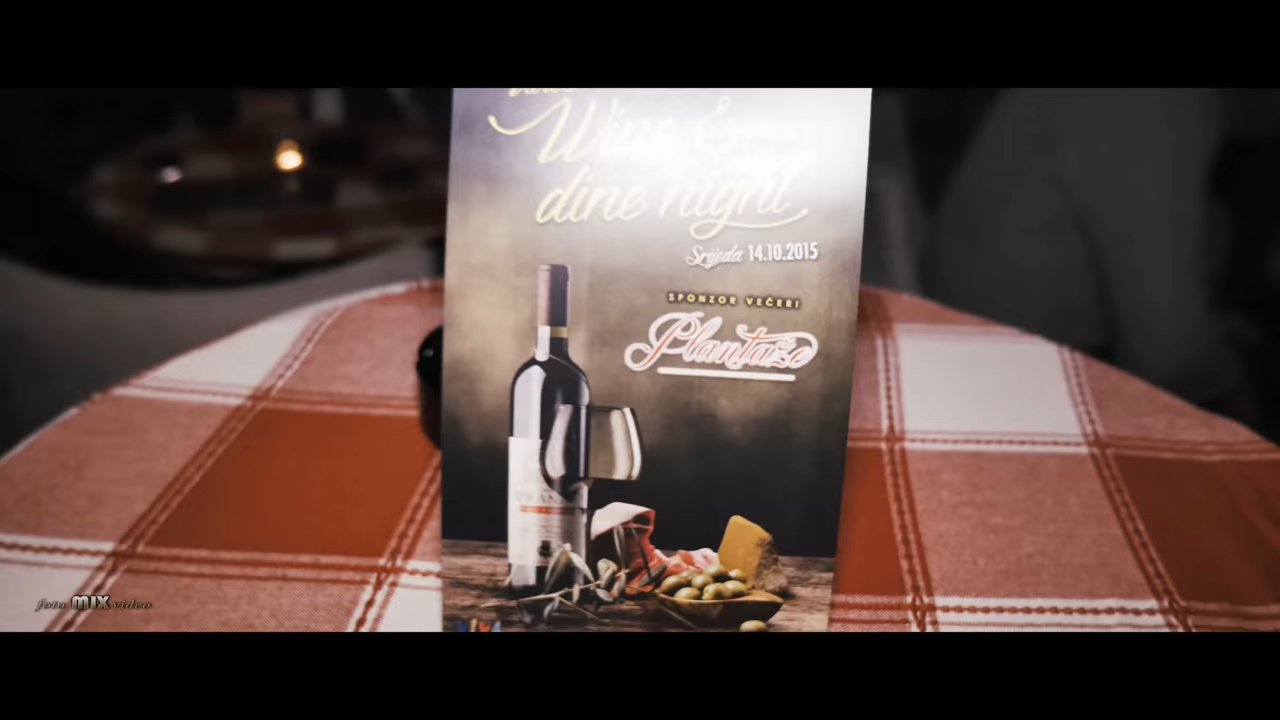 Wine &
dine night
Srijeda 14.10.2015
SPONZOR VEČERI
Plantaže
foto MIX video